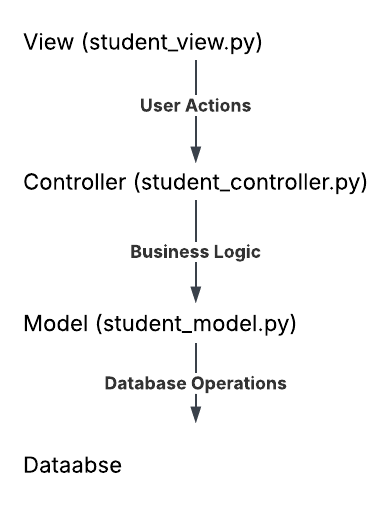 View (student_view.py)
User Actions
Controller (student_controller.py)
Business Logic
Model (student_model.py)
Database Operations
Dataabse